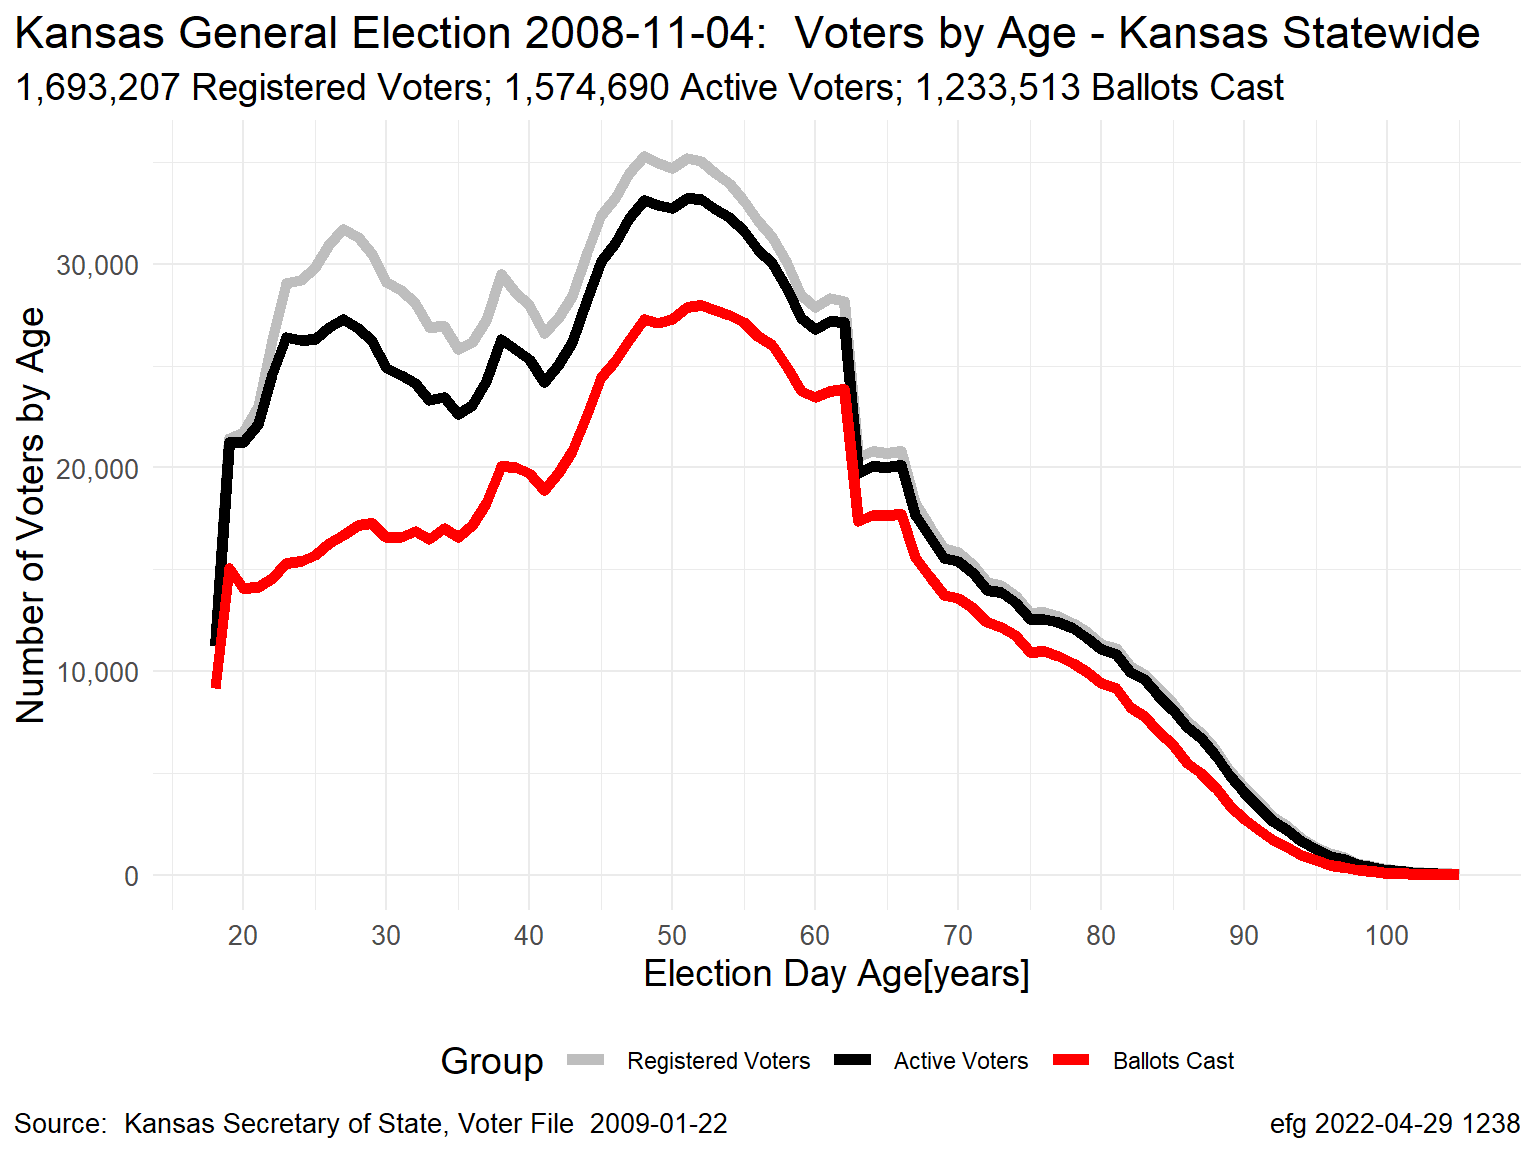 Kansas General Election 2008-11-04:  Voters by Age - Kansas Statewide
1,693,207 Registered Voters; 1,574,690 Active Voters; 1,233,513 Ballots Cast
Number of Voters by Age
30,000
20,000
10,000
0
20 30 40 50 60 70 80 90 100
Election Day Age[years]
Group Registered Voters Active Voters Ballots Cast
Source:  Kansas Secretary of State, Voter File  2009-01-22
efg 2022-04-29 1238